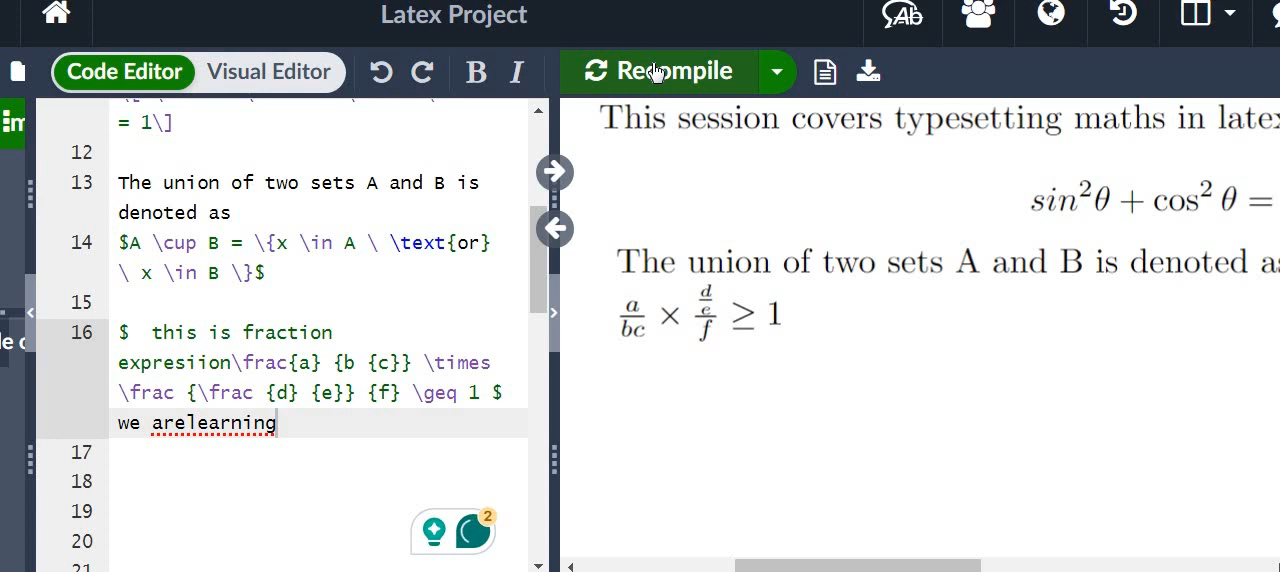 Latex Project
Code Editor Visual Editor B I Recompile
= 1\]
12
13 The union of two sets A and B is
denoted as
14 $A \cup B = \{x \in A \ \text{or}
\ x \in B \}$
15
16 $  this is fraction
expresiion\frac{a} {b {c}} \times
\frac {\frac {d} {e}} {f} \geq 1 $
we arelearning
17
18
19
20
21
2
This session covers typesetting maths in late
sin²θ + cos² θ =
The union of two sets A and B is denoted a
a/bc × d/e/f ≥ 1